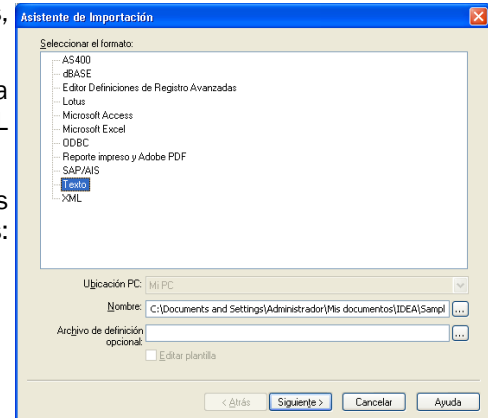 s,
a
–
s
s:
Asistente de Importación
Seleccionar el formato:
AS400
dBASE
Editor Definiciones de Registro Avanzadas
Lotus
Microsoft Access
Microsoft Excel
ODBC
Reporte impreso y Adobe PDF
SAP/AIS
Texto
XML
Ubicación PC: Mi PC
Nombre: C:\Documents and Settings\Administrador\Mis documentos\IDEA\Sampl ...
Archivo de definición opcional: ...
Editar plantilla
< Atrás Siguiente > Cancelar Ayuda